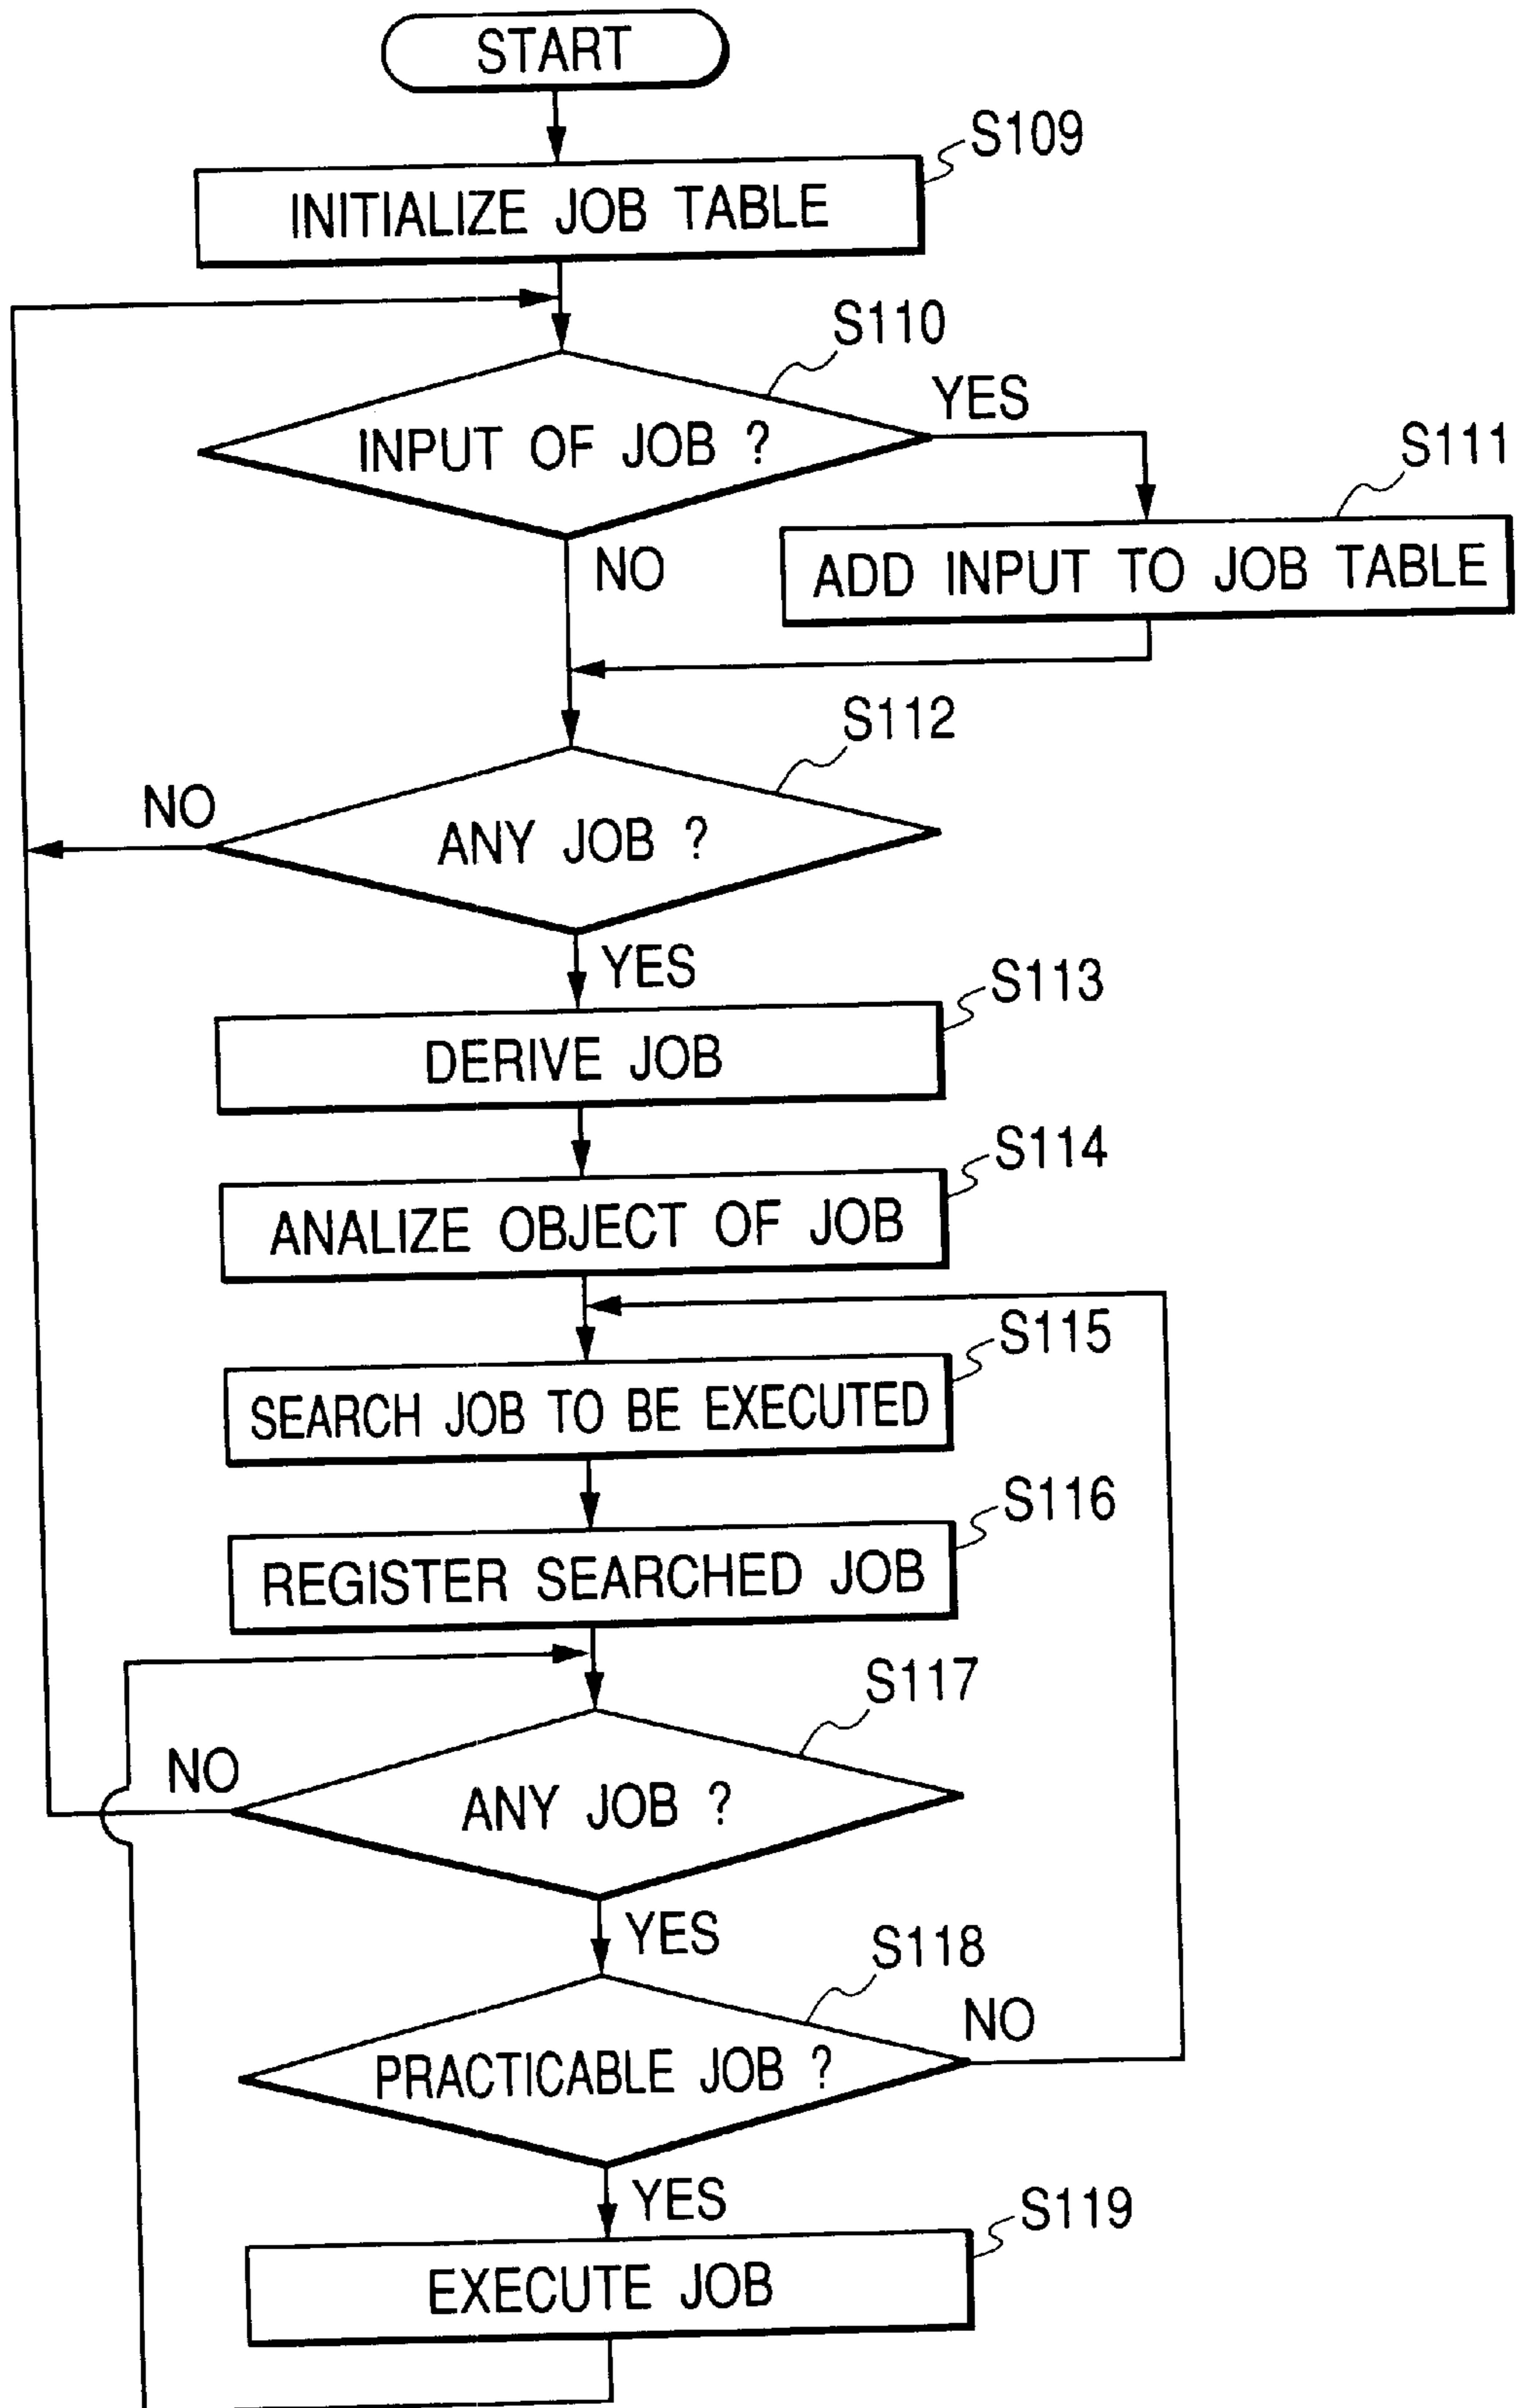 START
S109
INITIALIZE JOB TABLE
S110
YES
INPUT OF JOB ?
S111
NO
ADD INPUT TO JOB TABLE
S112
NO
ANY JOB ?
YES
S113
DERIVE JOB
S114
ANALIZE OBJECT OF JOB
S115
SEARCH JOB TO BE EXECUTED
S116
REGISTER SEARCHED JOB
S117
NO
ANY JOB ?
YES
S118
NO
PRACTICABLE JOB ?
YES
S119
EXECUTE JOB